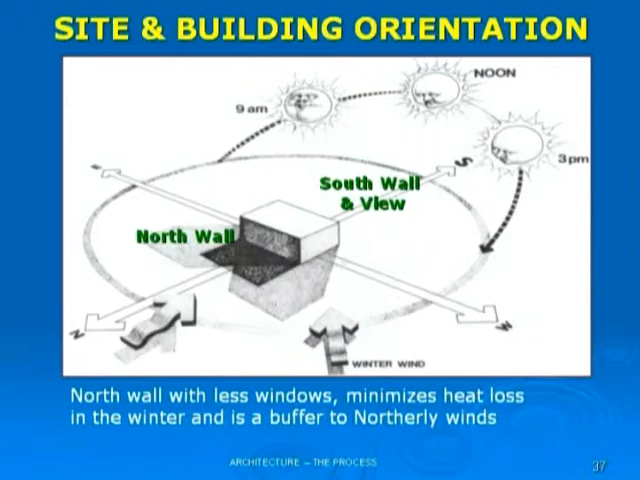 SITE & BUILDING ORIENTATION
NOON
9 am
3pm
E
S
South Wall
& View
North Wall
N
W
WINTER WIND
North wall with less windows, minimizes heat loss
in the winter and is a buffer to Northerly winds
ARCHITECTURE – THE PROCESS
37